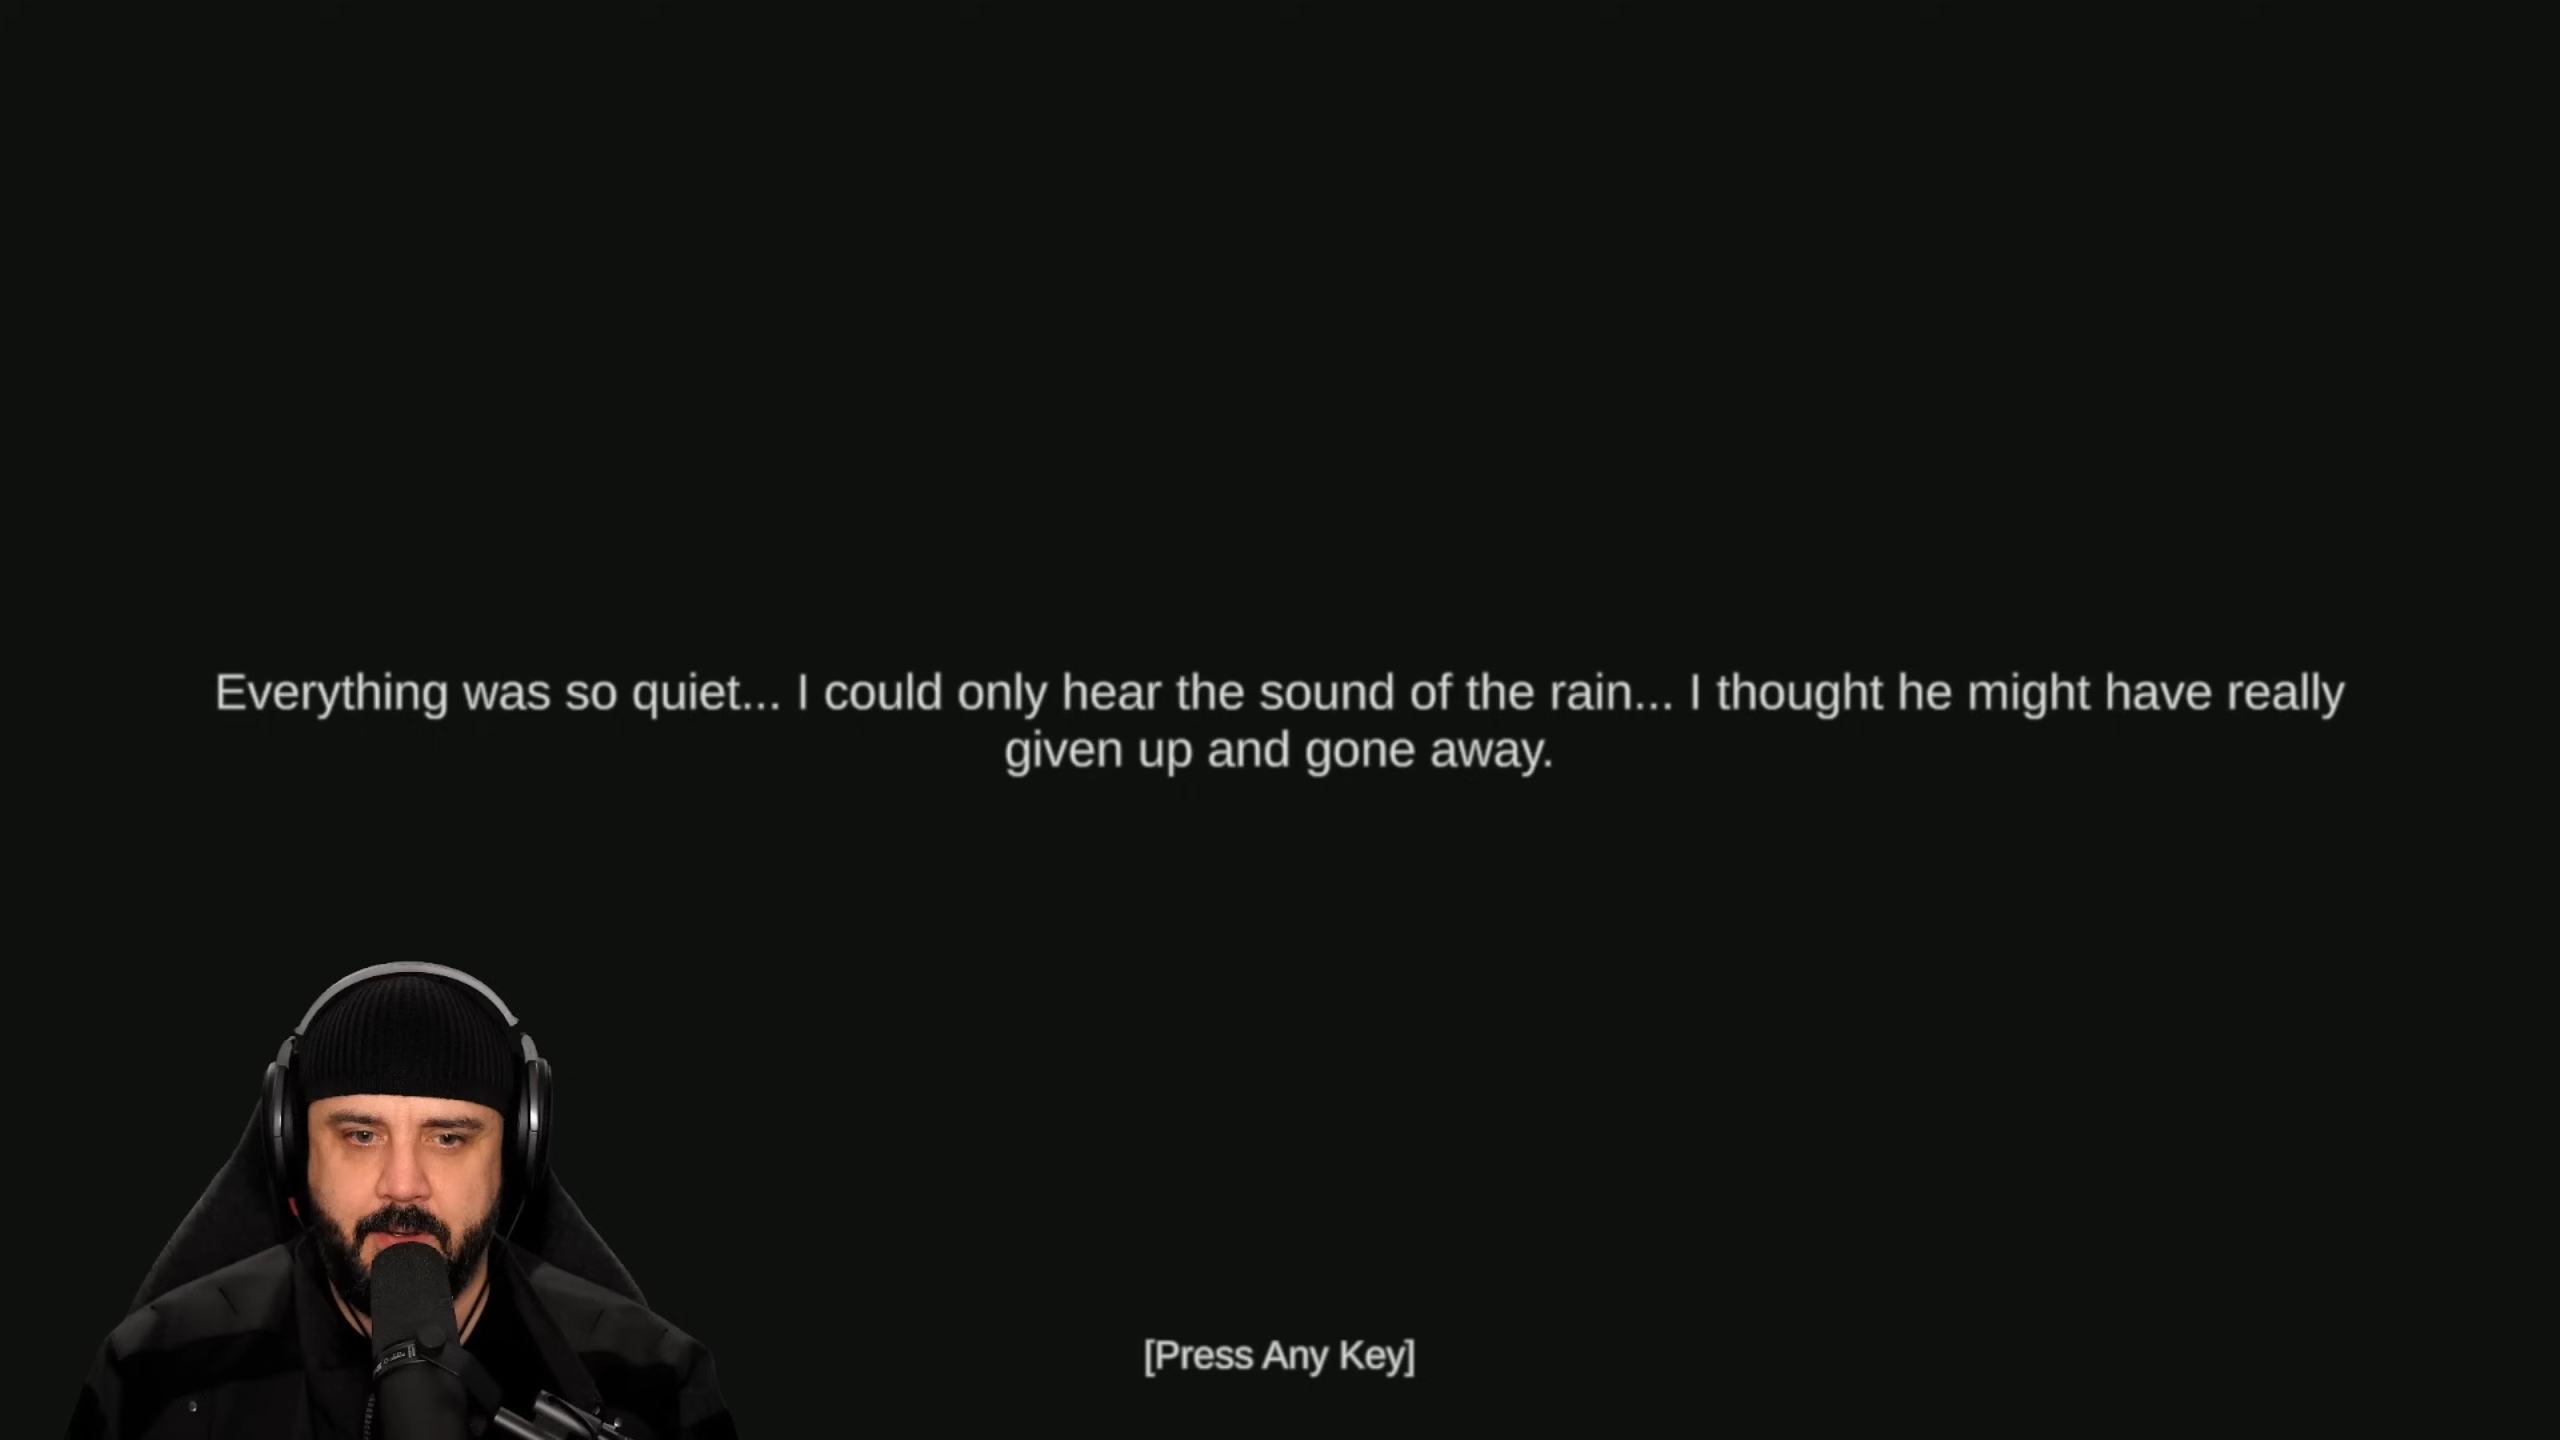 Everything was so quiet... I could only hear the sound of the rain... I thought he might have really
given up and gone away.
[Press Any Key]